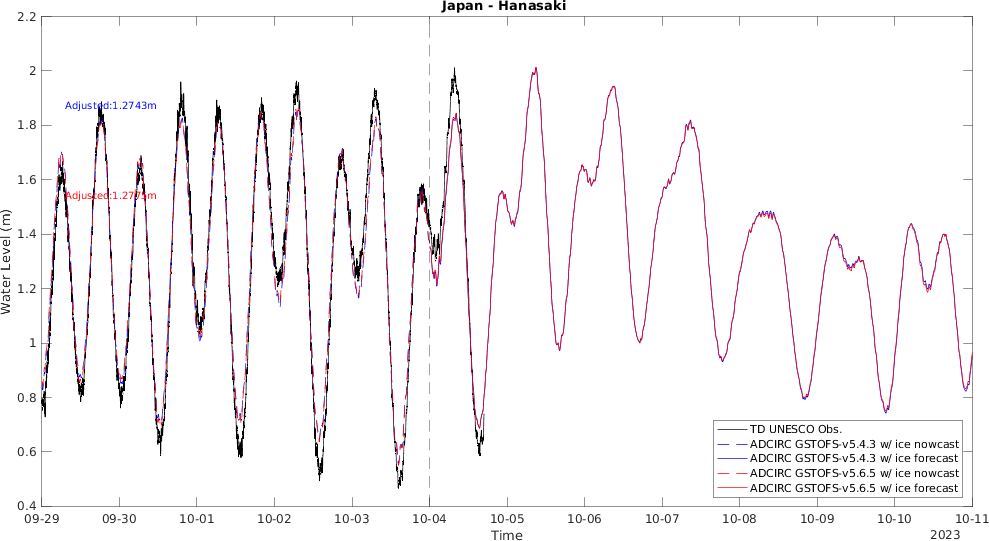 Japan - Hanasaki
2.2
2
1.8
1.6
1.4
1.2
1
0.8
0.6
0.4
Water Level (m)
Adjusted:1.2743m
Adjusted:1.2775m
TD UNESCO Obs.
ADCIRC GSTOFS-v5.4.3 w/ ice nowcast
ADCIRC GSTOFS-v5.4.3 w/ ice forecast
ADCIRC GSTOFS-v5.6.5 w/ ice nowcast
ADCIRC GSTOFS-v5.6.5 w/ ice forecast
09-29 09-30 10-01 10-02 10-03 10-04 10-05 10-06 10-07 10-08 10-09 10-10 10-11
Time
2023